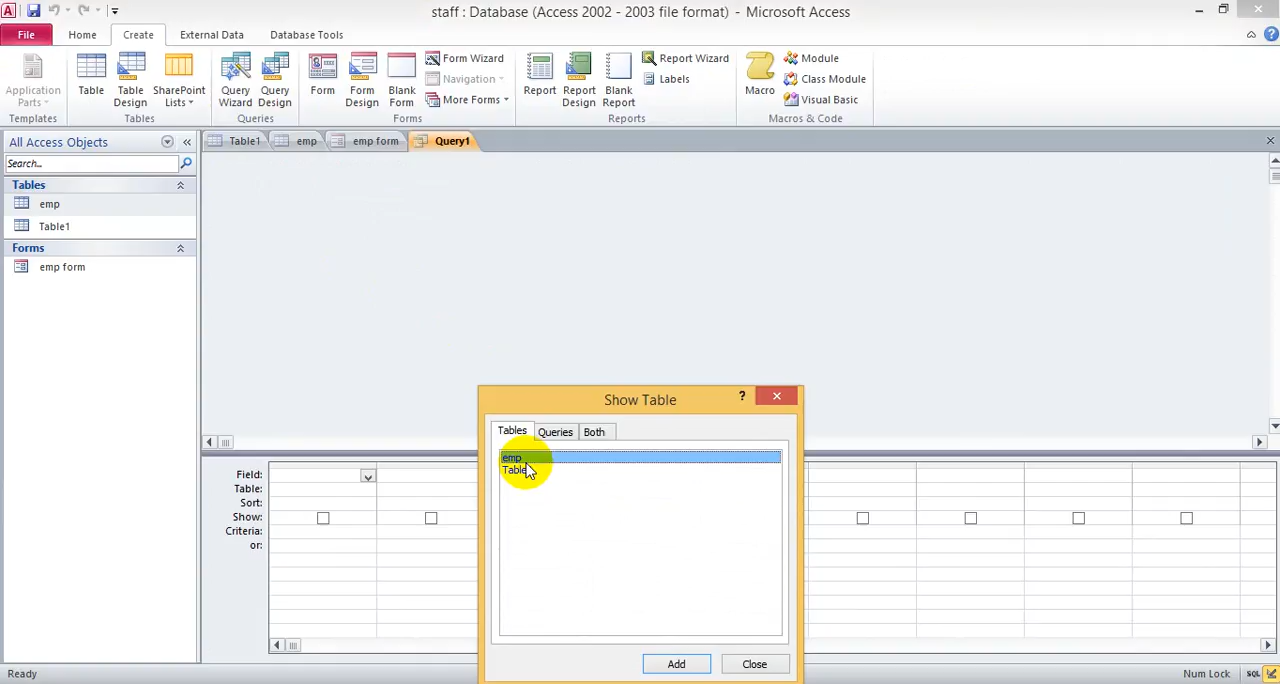 staff : Database (Access 2002 - 2003 file format) - Microsoft Access
File Home Create External Data Database Tools
Application Parts Table Table Design SharePoint Lists Query Wizard Query Design Form Form Design Blank Form Form Wizard Navigation More Forms Report Report Design Blank Report Report Wizard Labels Macro Module Class Module Visual Basic
Templates Tables Queries Forms Reports Macros & Code
All Access Objects
Table1 emp emp form Query1
Search...
Tables
emp
Table1
Forms
emp form
Show Table
Tables Queries Both
emp
Table
Field:
Table:
Sort:
Show:
Criteria:
or:
Add Close
Ready Num Lock SQL